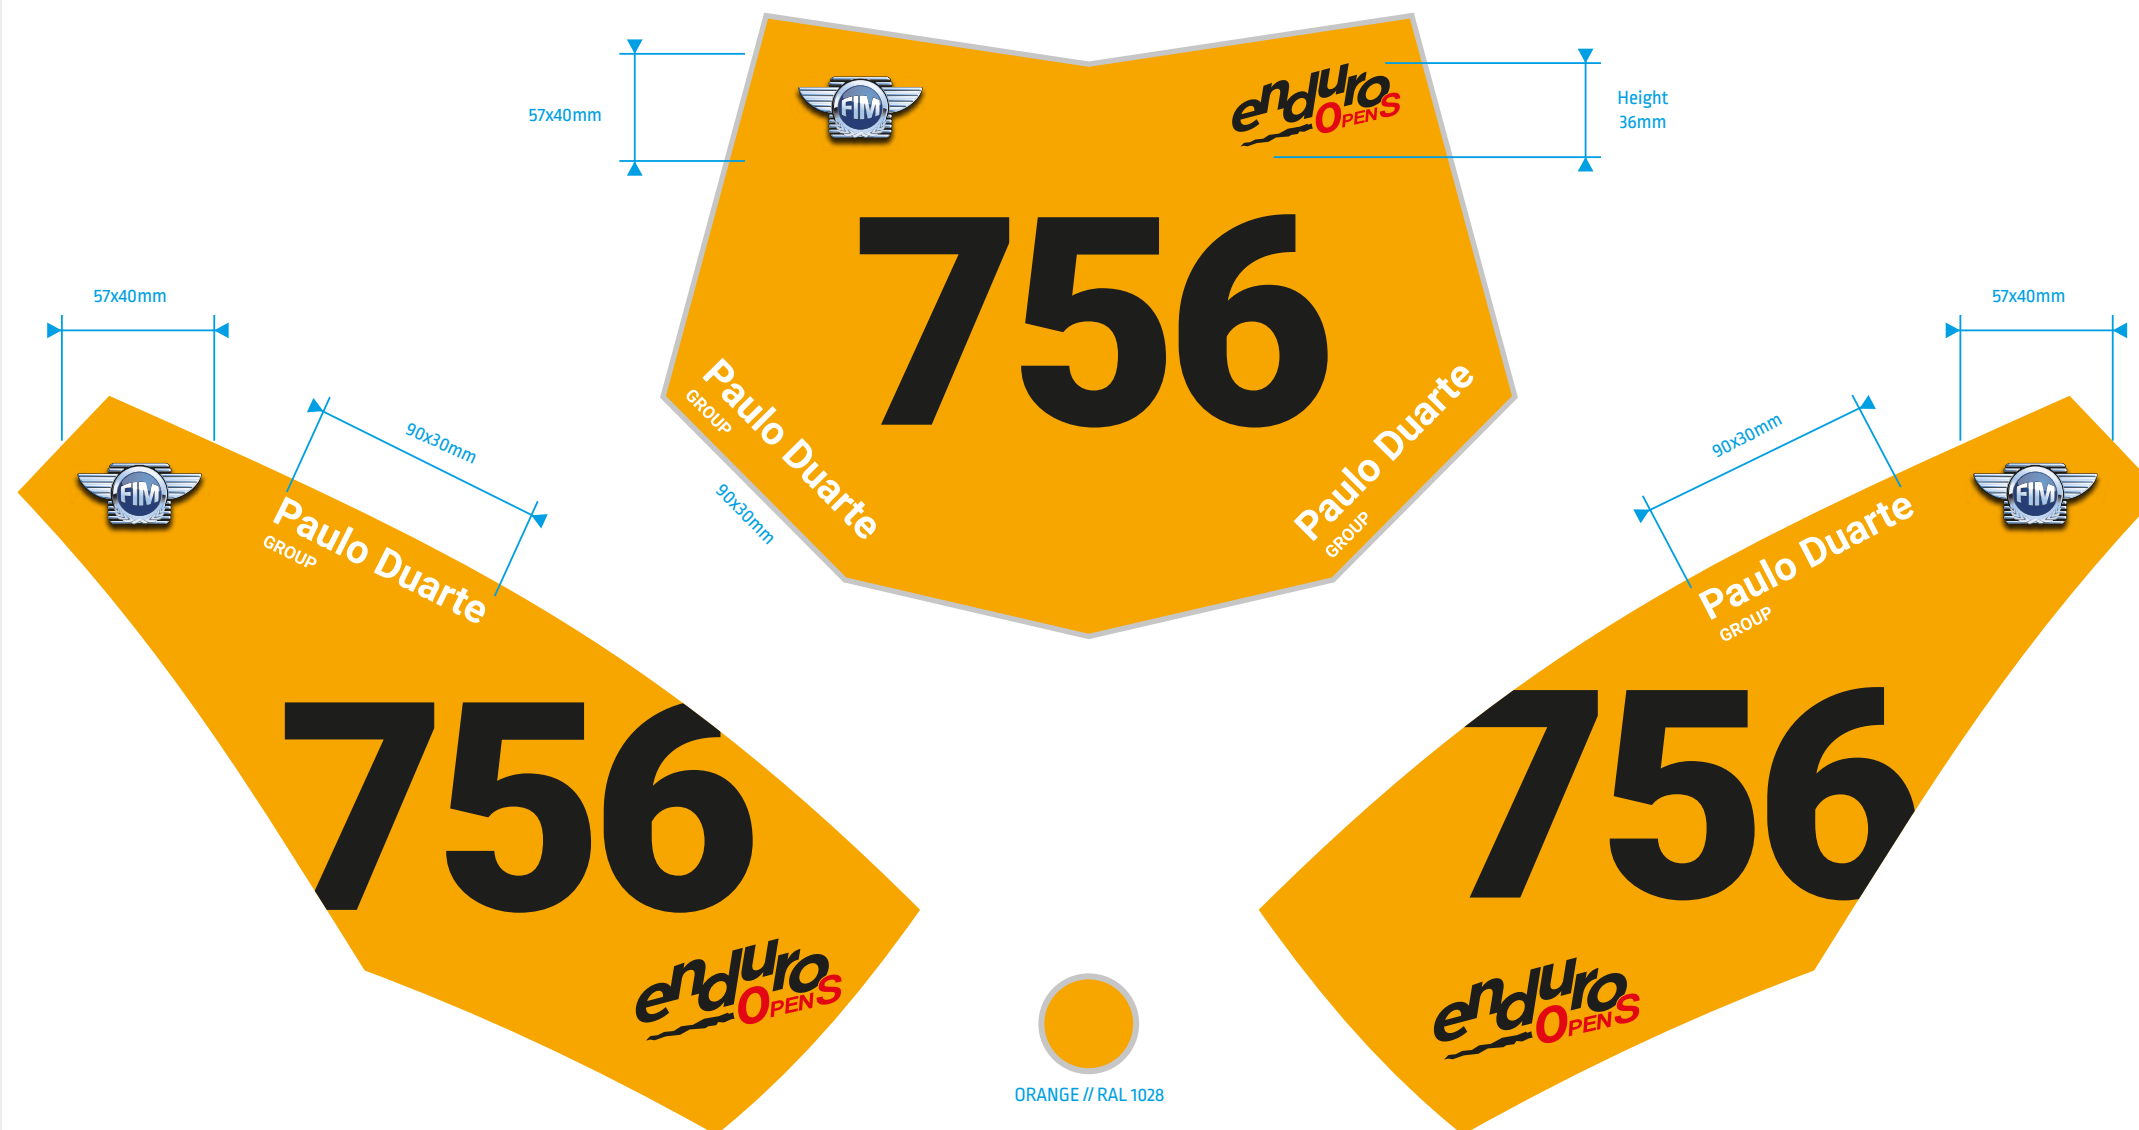 57x40mm
FIM
enduro
OPENS
Height
36mm
756
Paulo Duarte
GROUP
90x30mm
Paulo Duarte
GROUP
57x40mm
90x30mm
FIM
Paulo Duarte
GROUP
756
enduro
OPENS
57x40mm
90x30mm
FIM
Paulo Duarte
GROUP
756
enduro
OPENS
ORANGE // RAL 1028